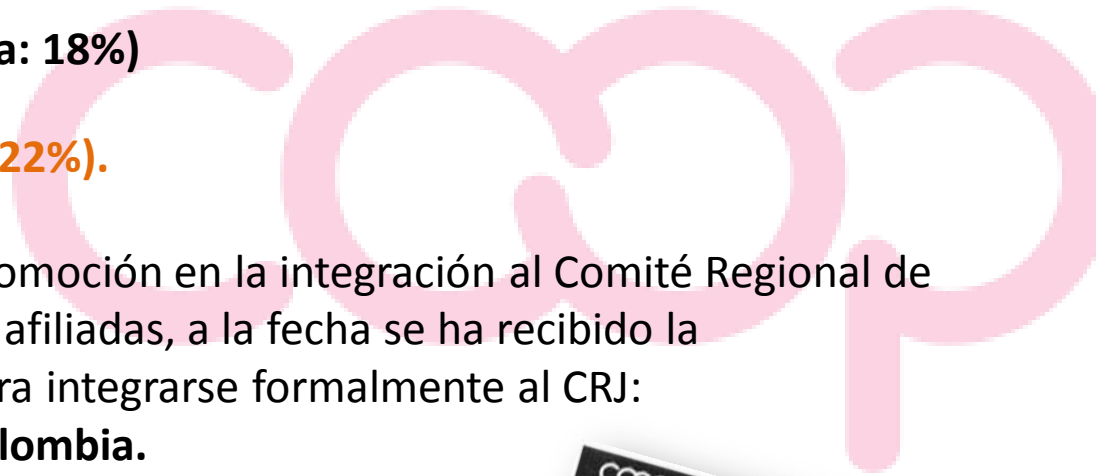 a: 18%)
coop
22%).
omoción en la integración al Comité Regional de
afiliadas, a la fecha se ha recibido la
ra integrarse formalmente al CRJ:
lombia.